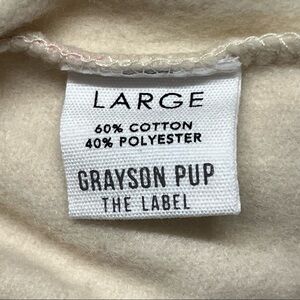 LARGE
60% COTTON
40% POLYESTER
GRAYSON PUP
THE LABEL